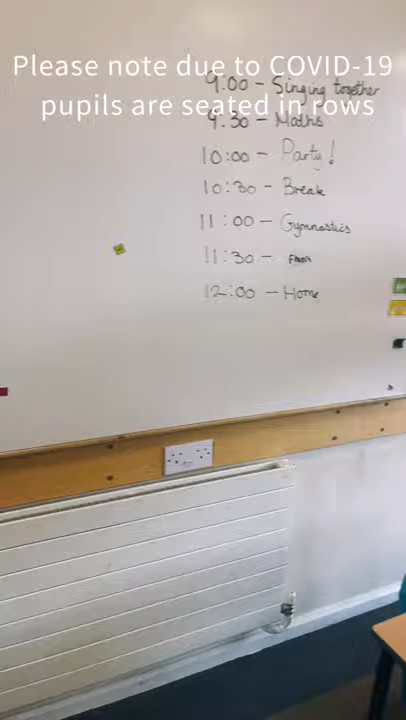 Please note due to COVID-19
pupils are seated in rows
9:00 - Singing together
9:30 - Maths
10:00 - Party!
10:30 - Break
11:00 - Gymnastics
11:30 -
12:00 - Home